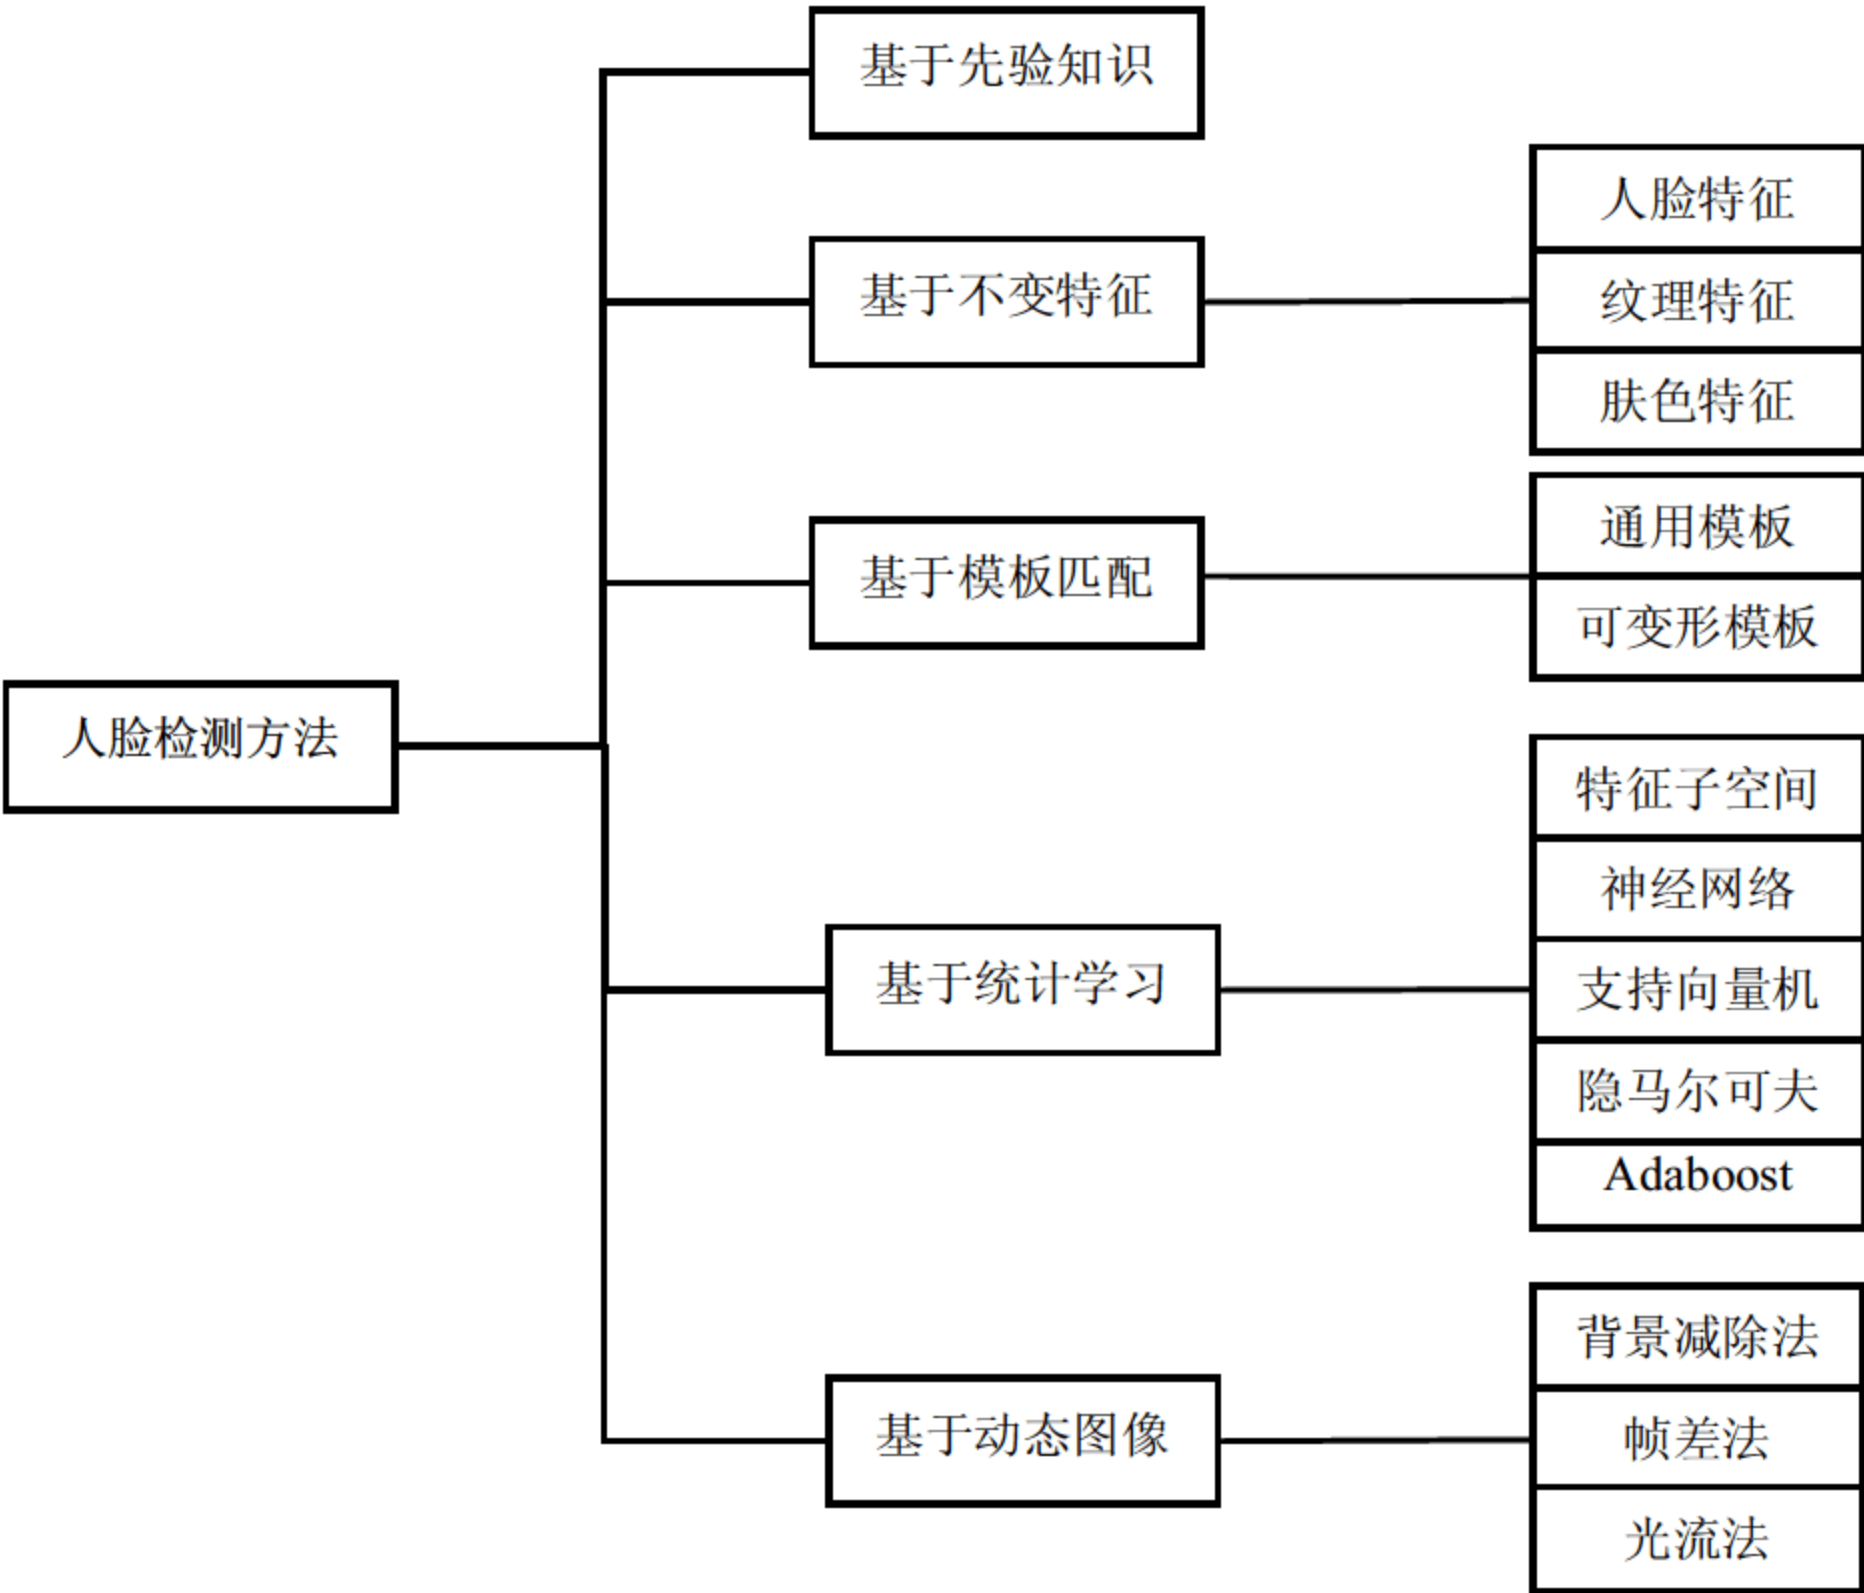 人脸检测方法
基于先验知识
基于不变特征
人脸特征
纹理特征
肤色特征
基于模板匹配
通用模板
可变形模板
基于统计学习
特征子空间
神经网络
支持向量机
隐马尔可夫
Adaboost
基于动态图像
背景减除法
帧差法
光流法